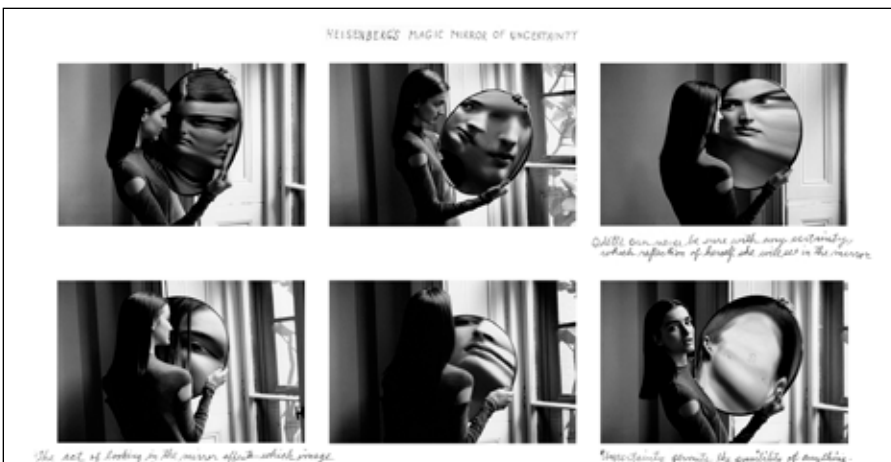 HEISENBERG'S MAGIC MIRROR OF UNCERTAINTY
Odette can never be sure with any certainty,
which reflection of herself she will see in the mirror
The act of looking in the mirror affects which image
Uncertainty permits the possibility of anything.